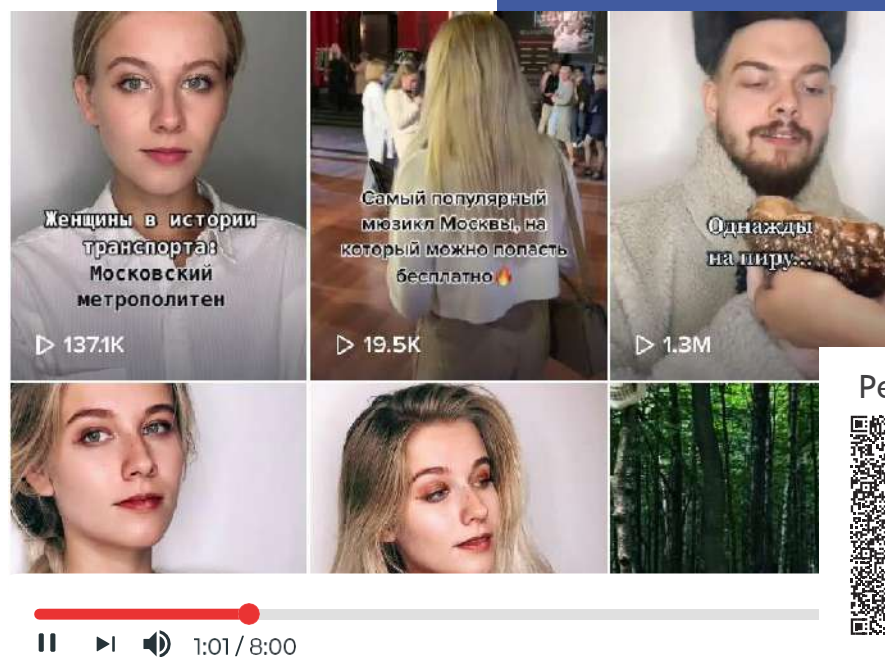 Женщины в истории
транспорта:
Московский
метрополитен
137.1K
Самый популярный
мюзикл Москвы, на
который можно попасть
бесплатно🔥
19.5K
Однажды
на пиру...
1.3M
Ре
1:01 / 8:00